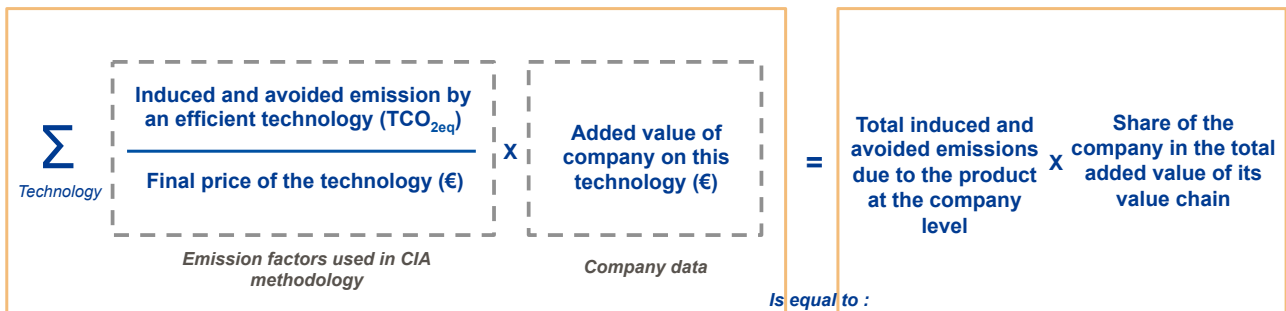 Σ
Technology
Induced and avoided emission by
an efficient technology (TCO2eq)
Final price of the technology (€)
Emission factors used in CIA
methodology
X
Added value of
company on this
technology (€)
Company data
=
Is equal to :
Total induced and
avoided emissions
due to the product
at the company
level
X
Share of the
company in the total
added value of its
value chain